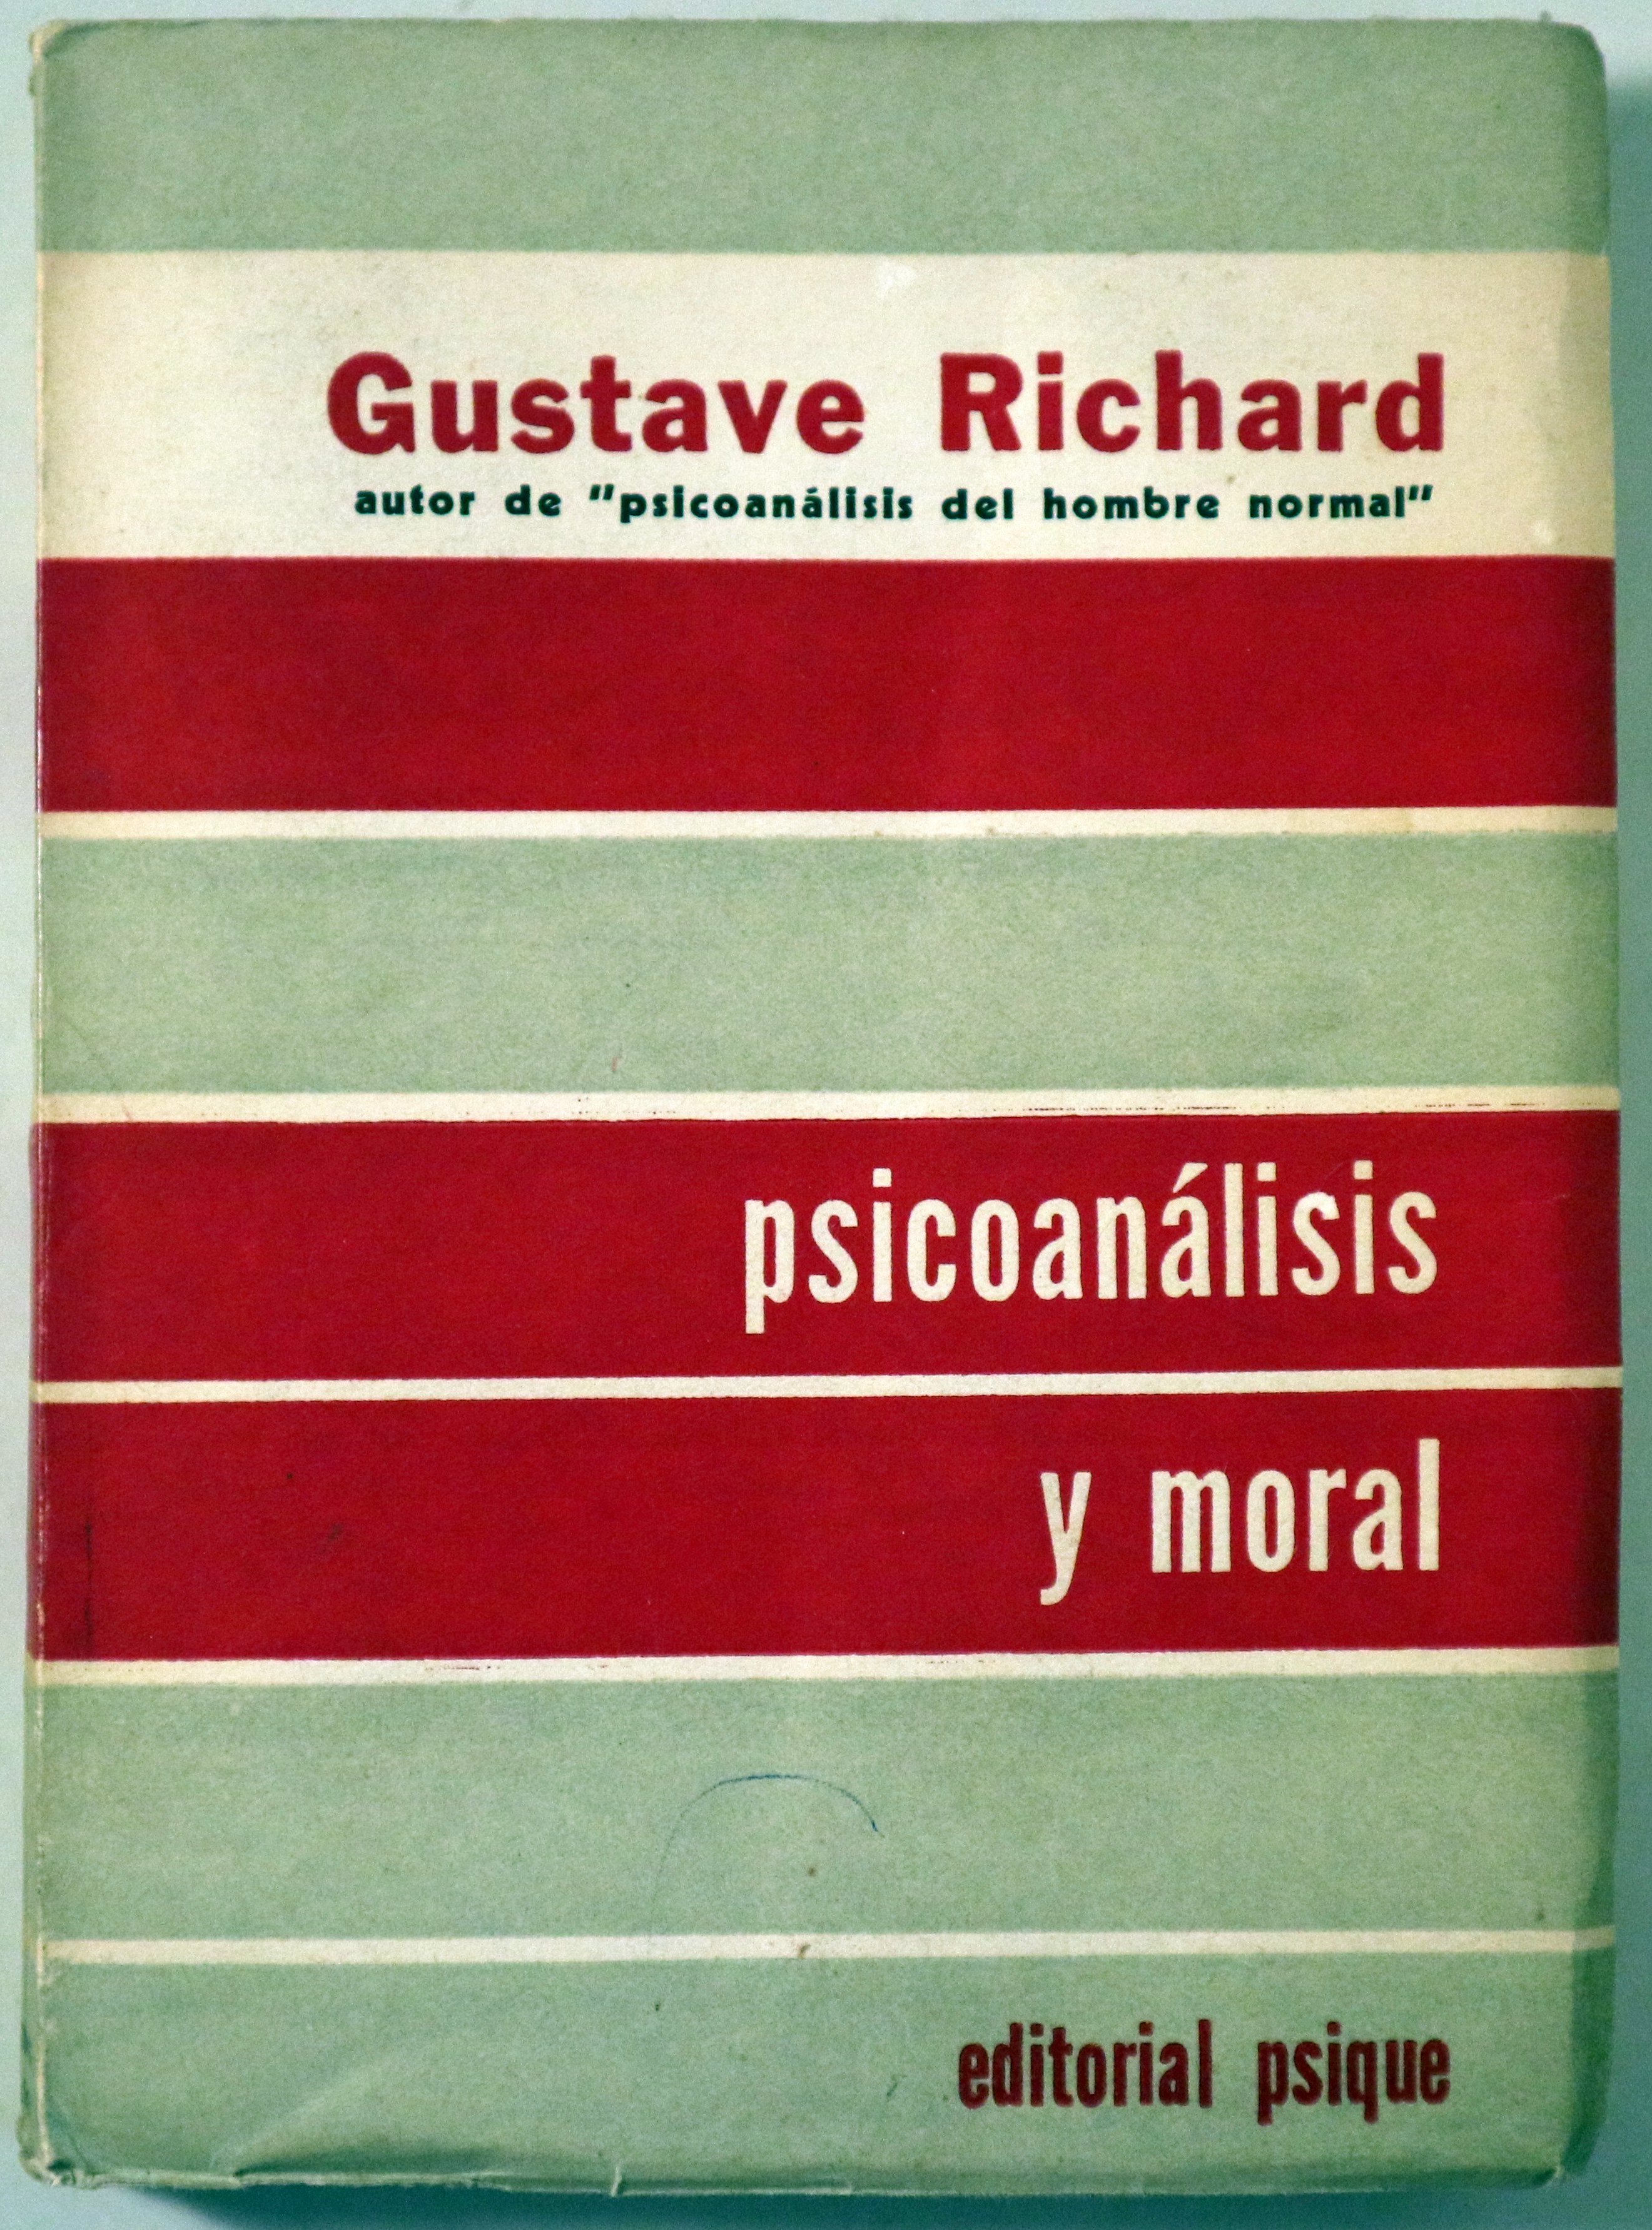 Gustave Richard
autor de "psicoanálisis del hombre normal"
psicoanálisis
y moral
editorial psique